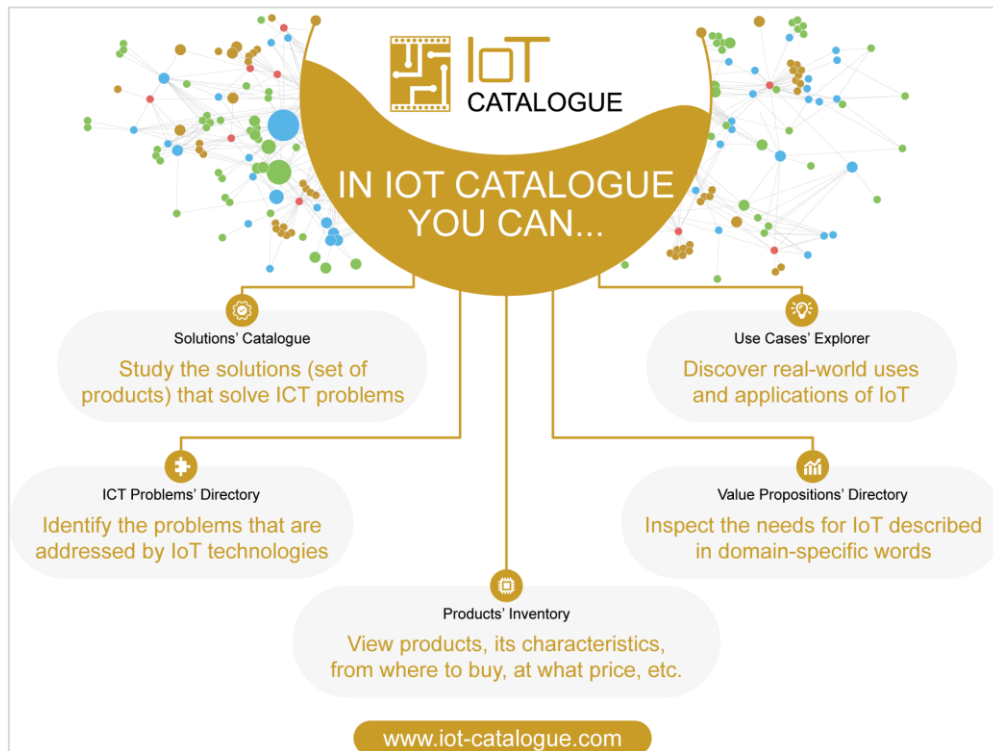 IoT
CATALOGUE
IN IOT CATALOGUE
YOU CAN...
Solutions' Catalogue
Study the solutions (set of
products) that solve ICT problems
Use Cases' Explorer
Discover real-world uses
and applications of IoT
ICT Problems' Directory
Identify the problems that are
addressed by IoT technologies
Value Propositions' Directory
Inspect the needs for IoT described
in domain-specific words
Products' Inventory
View products, its characteristics,
from where to buy, at what price, etc.
www.iot-catalogue.com